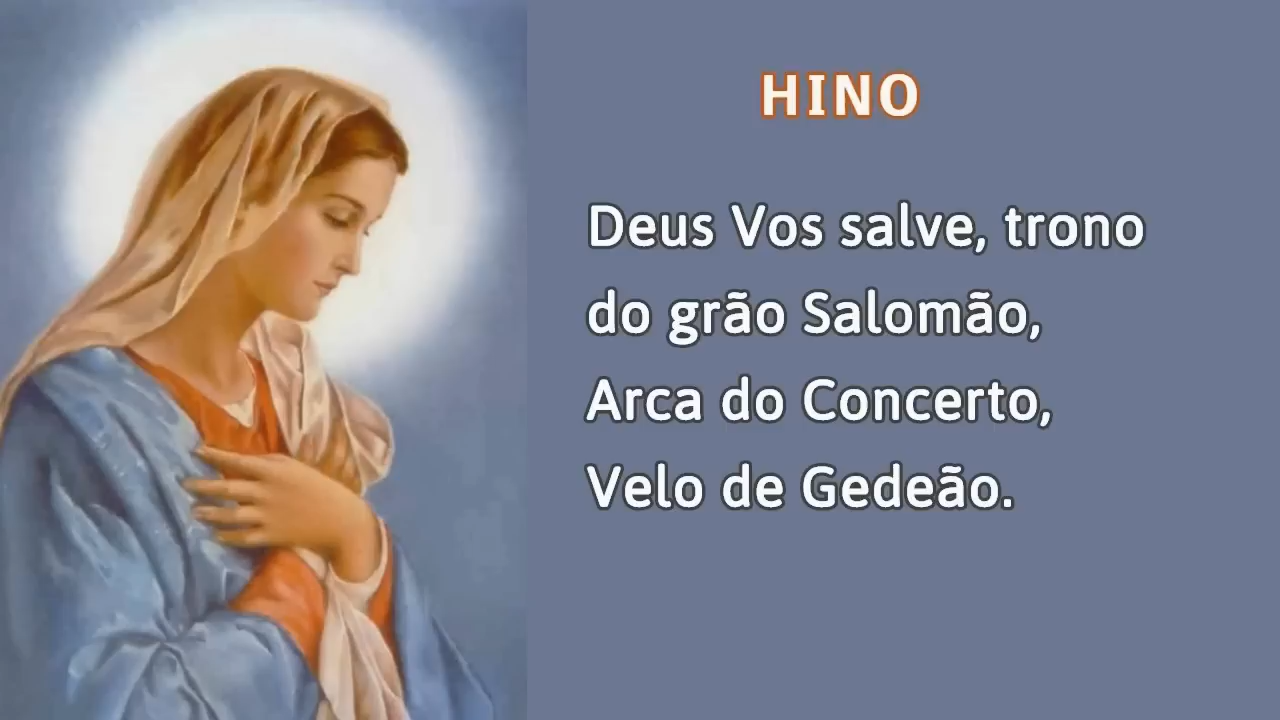 HINO
Deus Vos salve, trono
do grão Salomão,
Arca do Concerto,
Velo de Gedeão.